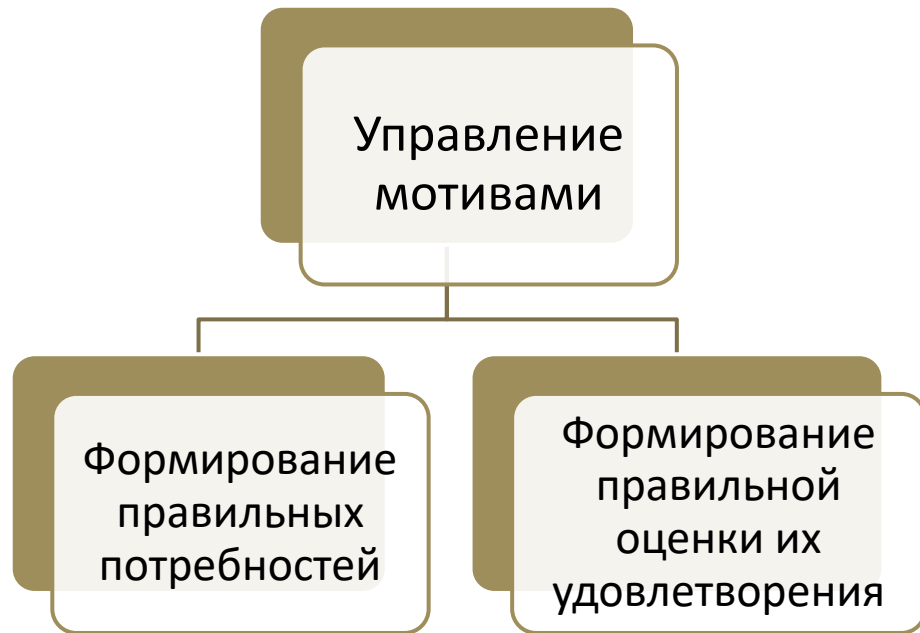 Управление
мотивами
Формирование
правильных
потребностей
Формирование
правильной
оценки их
удовлетворения